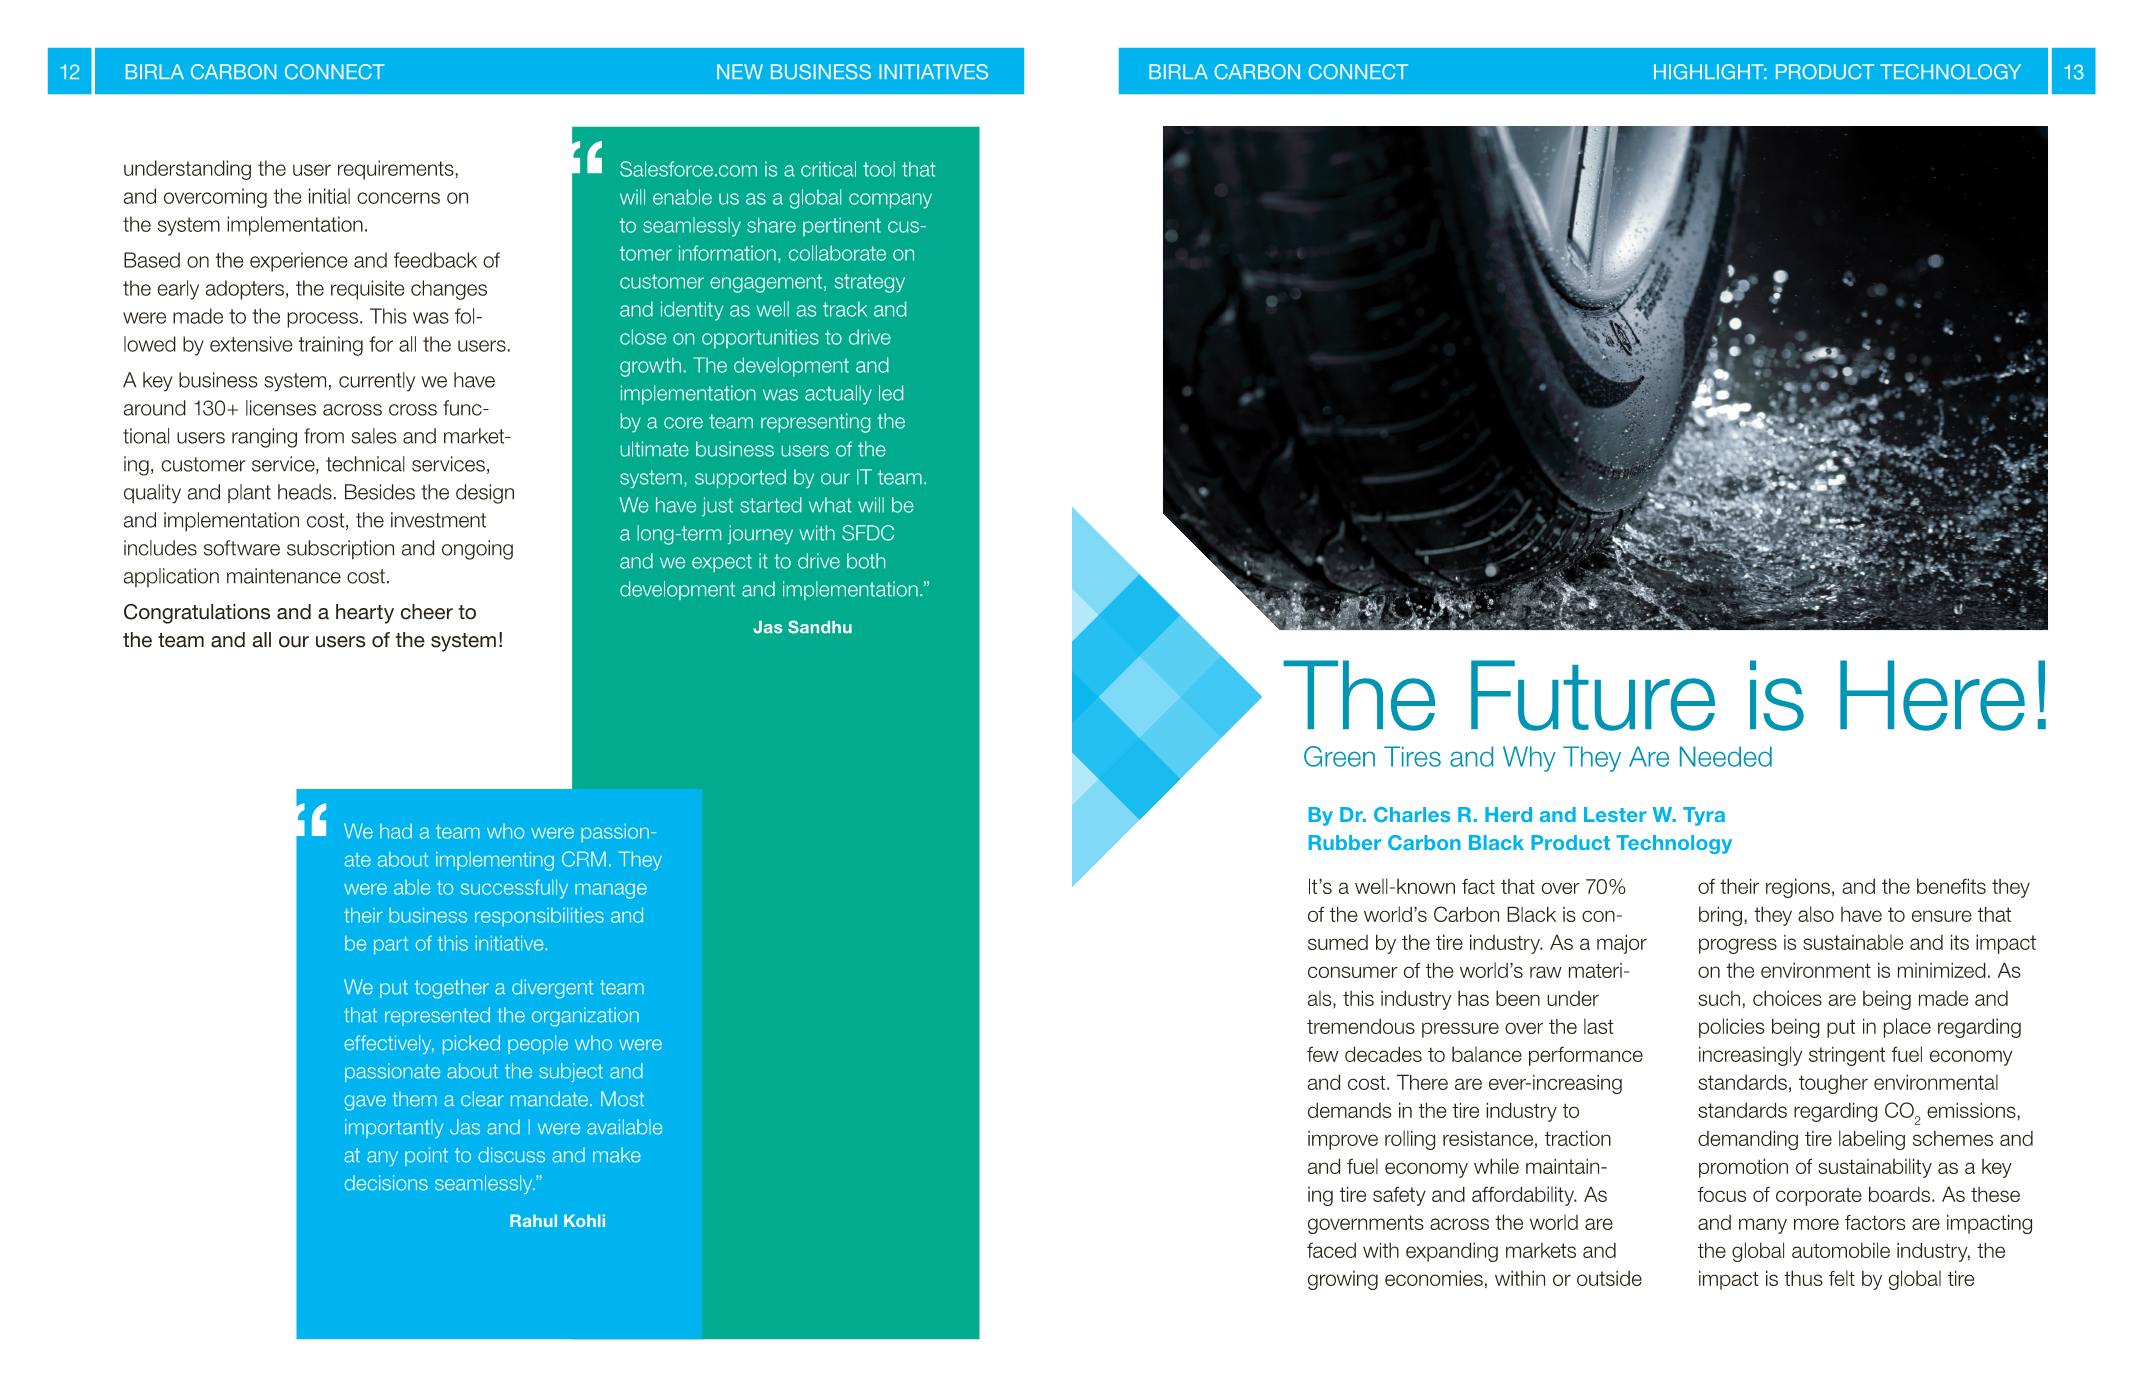 12
BIRLA CARBON CONNECT
NEW BUSINESS INITIATIVES
understanding the user requirements,
and overcoming the initial concerns on
the system implementation.
Based on the experience and feedback of
the early adopters, the requisite changes
were made to the process. This was fol-
lowed by extensive training for all the users.
A key business system, currently we have
around 130+ licenses across cross func-
tional users ranging from sales and market-
ing, customer service, technical services,
quality and plant heads. Besides the design
and implementation cost, the investment
includes software subscription and ongoing
application maintenance cost.
Congratulations and a hearty cheer to
the team and all our users of the system!
“
Salesforce.com is a critical tool that
will enable us as a global company
to seamlessly share pertinent cus-
tomer information, collaborate on
customer engagement, strategy
and identity as well as track and
close on opportunities to drive
growth. The development and
implementation was actually led
by a core team representing the
ultimate business users of the
system, supported by our IT team.
We have just started what will be
a long-term journey with SFDC
and we expect it to drive both
development and implementation.”
Jas Sandhu
“
We had a team who were passion-
ate about implementing CRM. They
were able to successfully manage
their business responsibilities and
be part of this initiative.
We put together a divergent team
that represented the organization
effectively, picked people who were
passionate about the subject and
gave them a clear mandate. Most
importantly Jas and I were available
at any point to discuss and make
decisions seamlessly.”
Rahul Kohli
BIRLA CARBON CONNECT
HIGHLIGHT: PRODUCT TECHNOLOGY
13
The Future is Here!
Green Tires and Why They Are Needed
By Dr. Charles R. Herd and Lester W. Tyra
Rubber Carbon Black Product Technology
It’s a well-known fact that over 70%
of the world’s Carbon Black is con-
sumed by the tire industry. As a major
consumer of the world’s raw materi-
als, this industry has been under
tremendous pressure over the last
few decades to balance performance
and cost. There are ever-increasing
demands in the tire industry to
improve rolling resistance, traction
and fuel economy while maintain-
ing tire safety and affordability. As
governments across the world are
faced with expanding markets and
growing economies, within or outside
of their regions, and the benefits they
bring, they also have to ensure that
progress is sustainable and its impact
on the environment is minimized. As
such, choices are being made and
policies being put in place regarding
increasingly stringent fuel economy
standards, tougher environmental
standards regarding CO₂ emissions,
demanding tire labeling schemes and
promotion of sustainability as a key
focus of corporate boards. As these
and many more factors are impacting
the global automobile industry, the
impact is thus felt by global tire